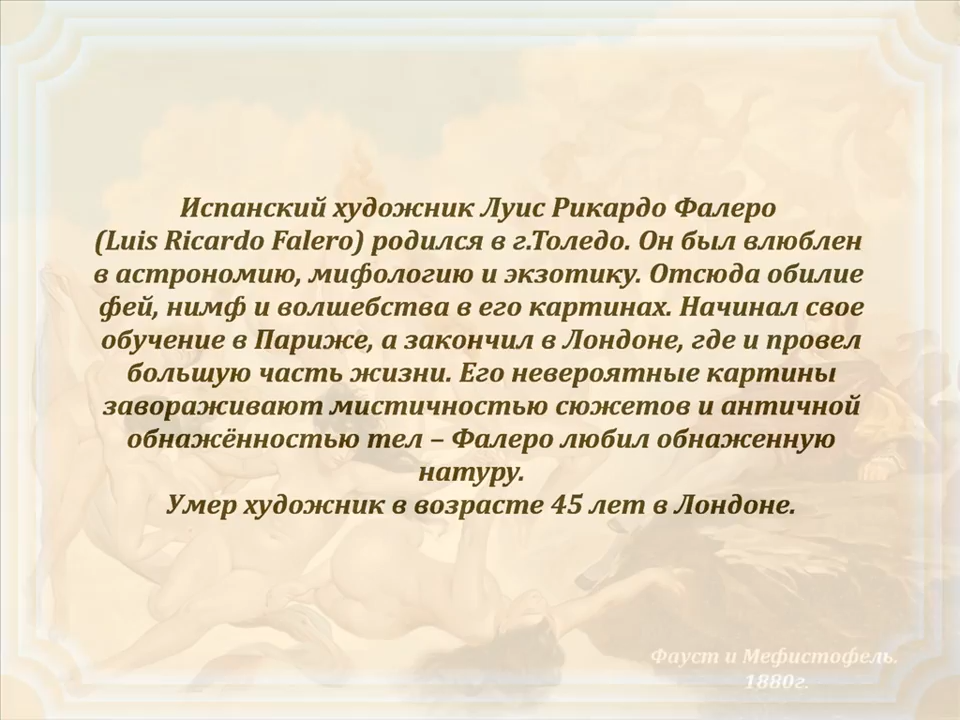 Испанский художник Луис Рикардо Фалеро
(Luis Ricardo Falero) родился в г.Толедо. Он был влюблен
в астрономию, мифологию и экзотику. Отсюда обилие
фей, нимф и волшебства в его картинах. Начинал свое
обучение в Париже, а закончил в Лондоне, где и провел
большую часть жизни. Его невероятные картины
завораживают мистичностью сюжетов и античной
обнажённостью тел – Фалеро любил обнаженную
натуру.
Умер художник в возрасте 45 лет в Лондоне.
Фауст и Мефистофель.
1880г.